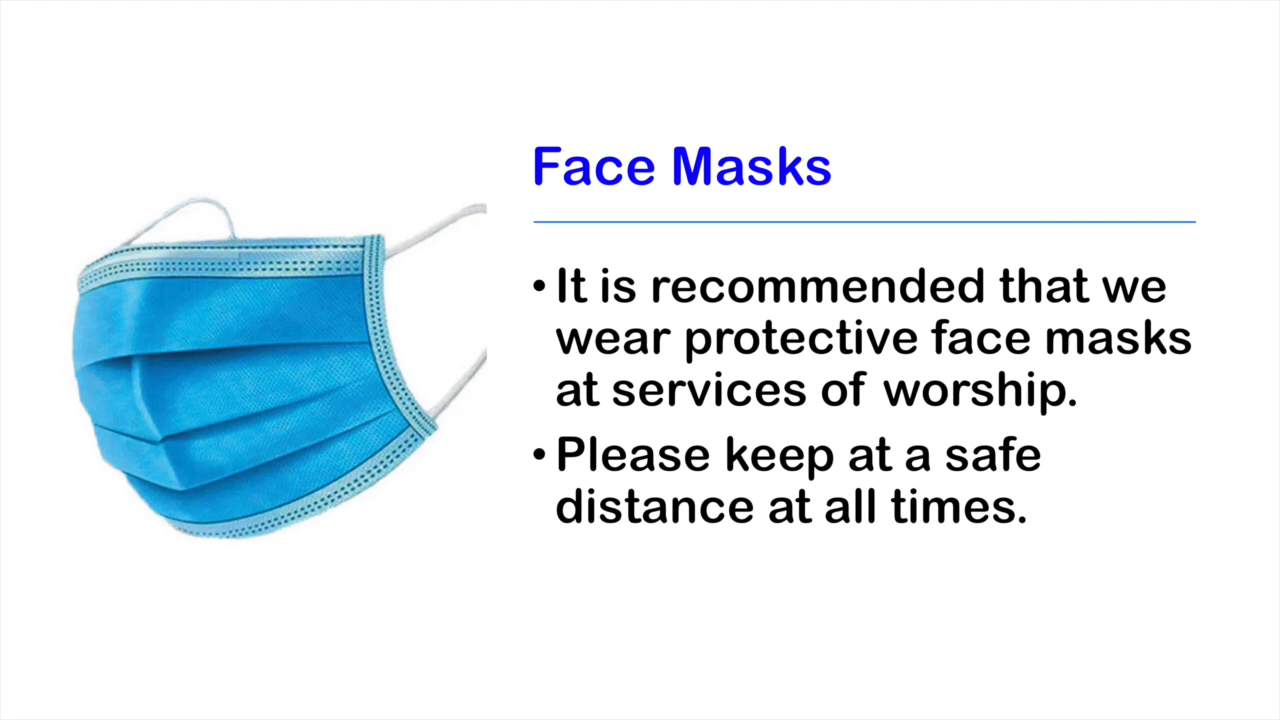 Face Masks
• It is recommended that we
wear protective face masks
at services of worship.
• Please keep at a safe
distance at all times.